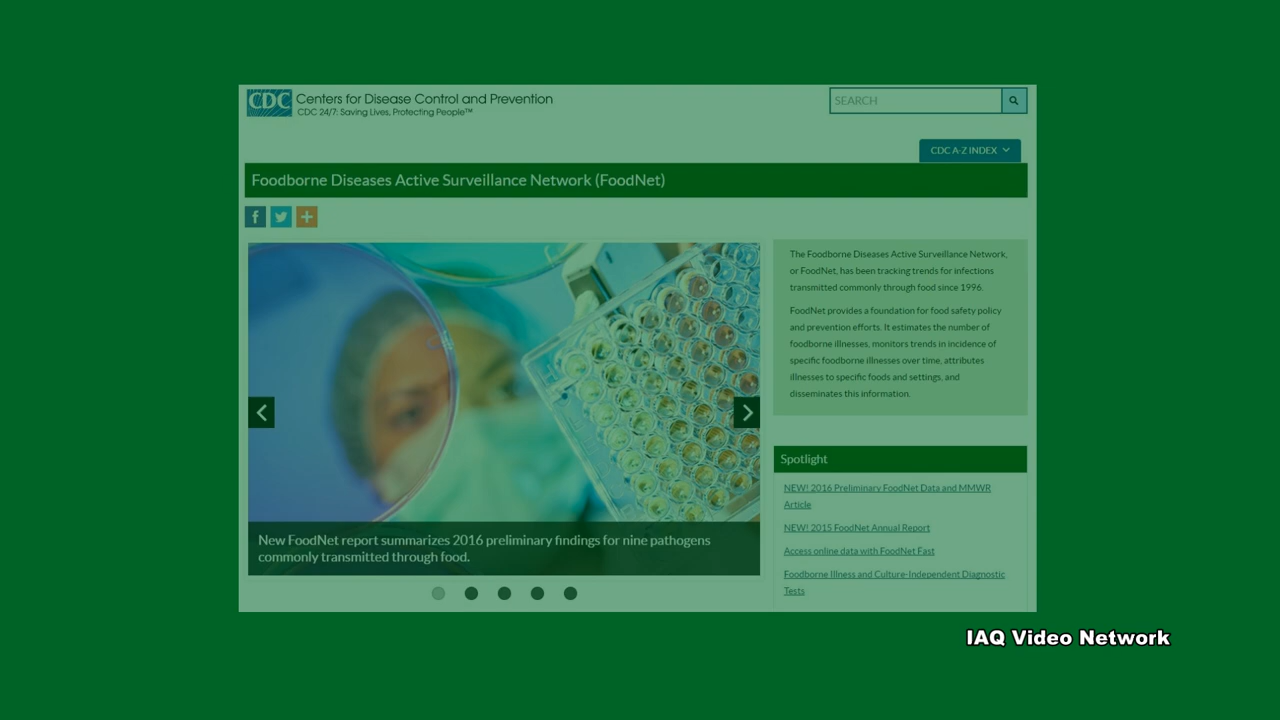 CDC Centers for Disease Control and Prevention
CDC 24/7: Saving Lives, Protecting People™
SEARCH
CDC A-Z INDEX
Foodborne Diseases Active Surveillance Network (FoodNet)
The Foodborne Diseases Active Surveillance Network,
or FoodNet, has been tracking trends for infections
transmitted commonly through food since 1996.
FoodNet provides a foundation for food safety policy
and prevention efforts. It estimates the number of
foodborne illnesses, monitors trends in incidence of
specific foodborne illnesses over time, attributes
illnesses to specific foods and settings, and
disseminates this information.
New FoodNet report summarizes 2016 preliminary findings for nine pathogens
commonly transmitted through food.
Spotlight
NEW! 2016 Preliminary FoodNet Data and MMWR
Article
NEW! 2015 FoodNet Annual Report
Access online data with FoodNet Fast
Foodborne Illness and Culture-Independent Diagnostic
Tests
IAQ Video Network